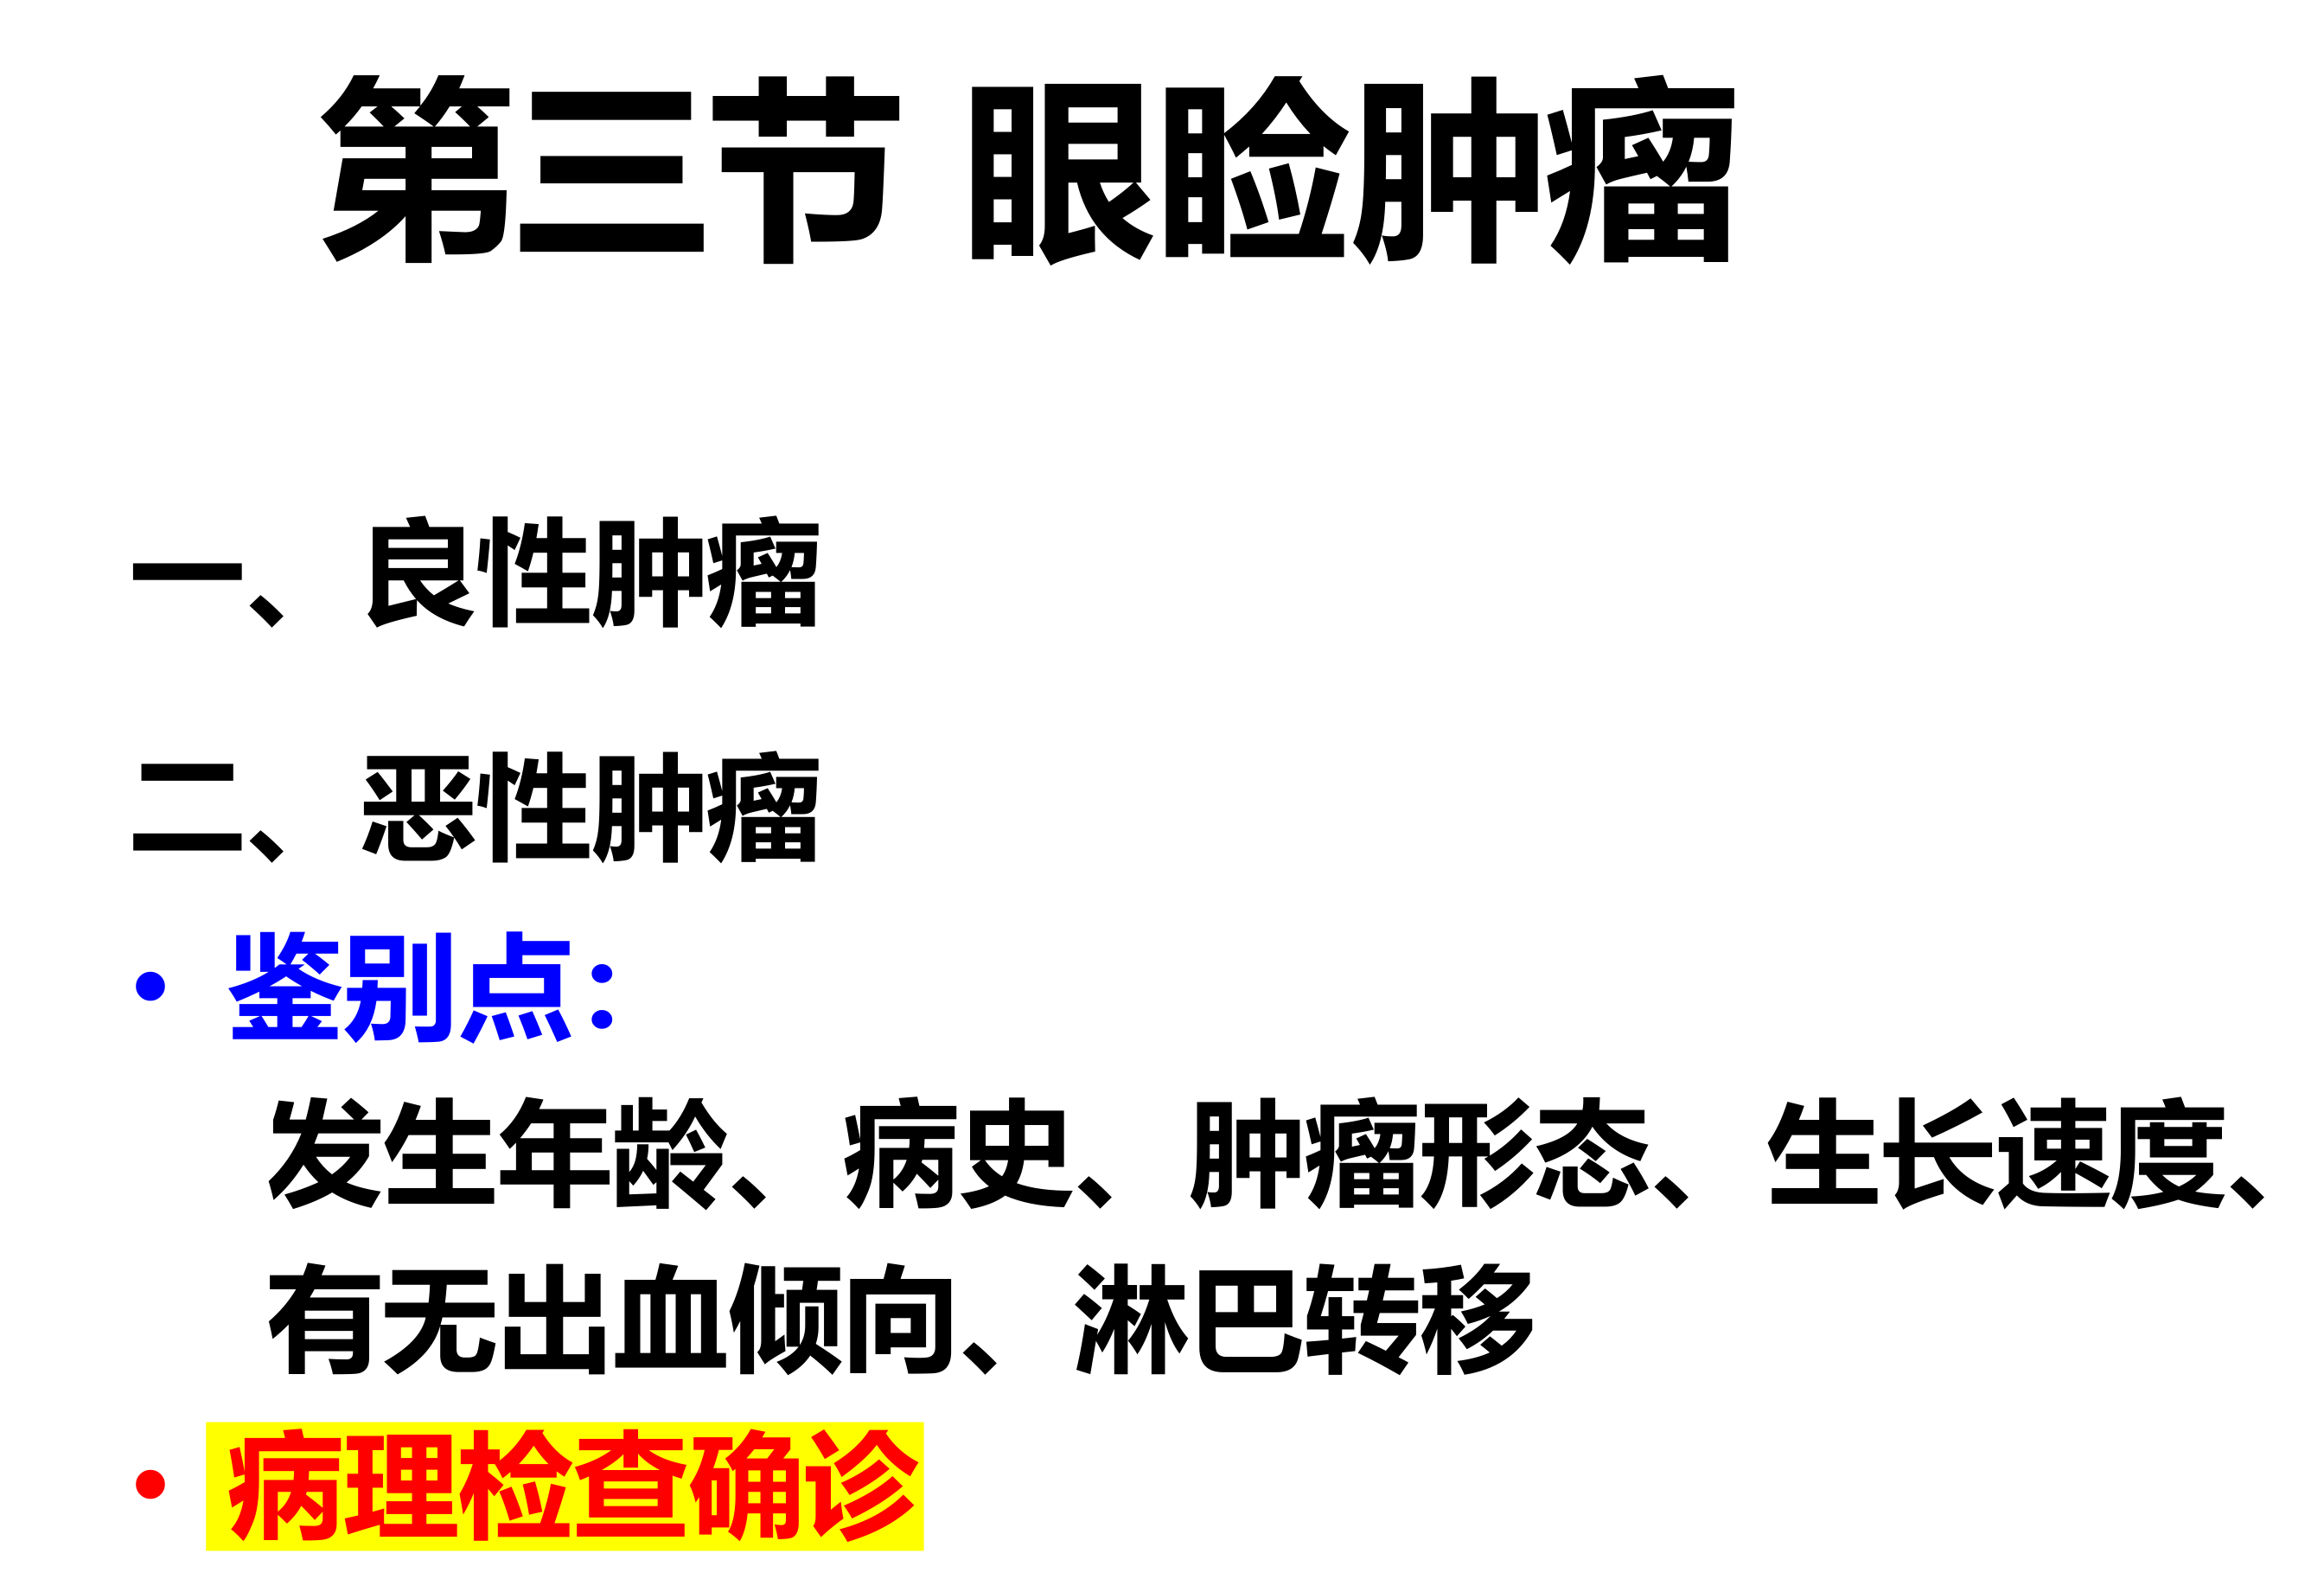 第三节 眼睑肿瘤
一、良性肿瘤
二、恶性肿瘤
• 鉴别点:
发生年龄、病史、肿瘤形态、生长速度、
有无出血倾向、淋巴转移
• 病理检查确诊